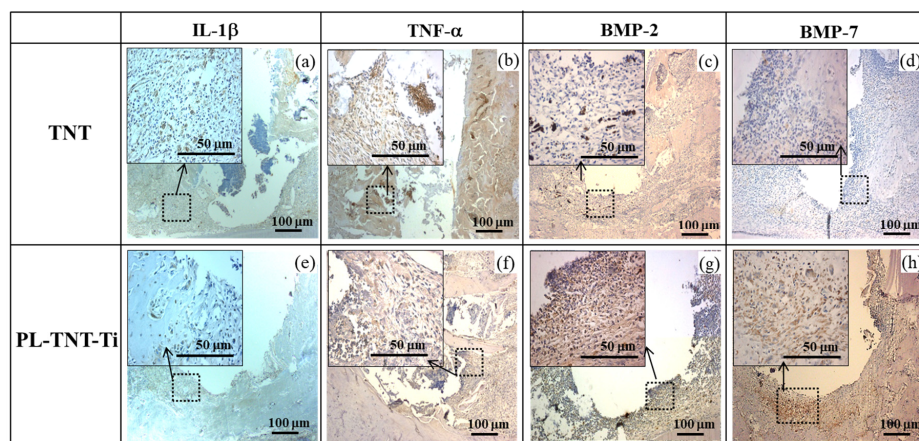 IL-1β TNF-α BMP-2 BMP-7
TNT
(a) (b) (c) (d)
50 μm 50 μm 50 μm 50 μm
100 μm 100 μm 100 μm 100 μm
PL-TNT-Ti
(e) (f) (g) (h)
50 μm 50 μm 50 μm 50 μm
100 μm 100 μm 100 μm 100 μm